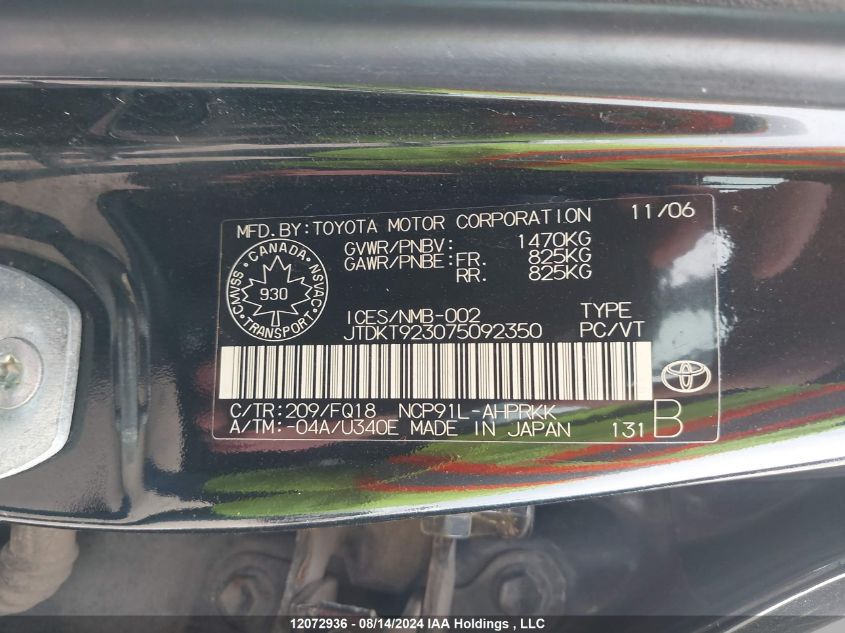 MFD.BY:TOYOTA MOTOR CORPORATION 11/06
GVWR/PNBV: 1470KG
GAWR/PNBE:FR. 825KG
RR. 825KG
CANADA
CMVSS 930 NSVAC
TRANSPORT
ICES/NMB-002 TYPE
JTDKT923075092350 PC/VT
C/TR:209/FQ18 NCP91L-AHPRKK
A/TM:-04A/U340E MADE IN JAPAN 131 B
12072936 - 08/14/2024 IAA Holdings , LLC